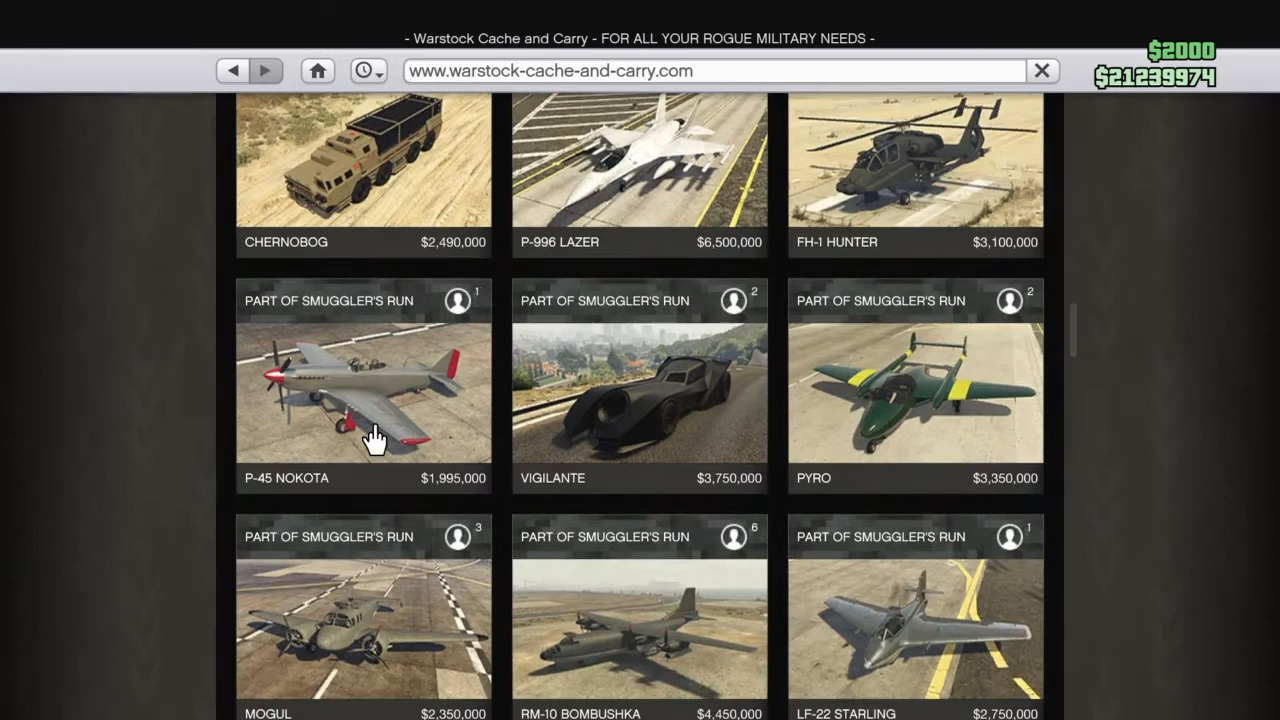 - Warstock Cache and Carry - FOR ALL YOUR ROGUE MILITARY NEEDS -
$2000
www.warstock-cache-and-carry.com
$21239974
CHERNOBOG $2,490,000
P-996 LAZER $6,500,000
FH-1 HUNTER $3,100,000
PART OF SMUGGLER'S RUN 1
PART OF SMUGGLER'S RUN 2
PART OF SMUGGLER'S RUN 2
P-45 NOKOTA $1,995,000
VIGILANTE $3,750,000
PYRO $3,350,000
PART OF SMUGGLER'S RUN 3
PART OF SMUGGLER'S RUN 6
PART OF SMUGGLER'S RUN 1
MOGUL $2,350,000
RM-10 BOMBUSHKA $4,450,000
LF-22 STARLING $2,750,000